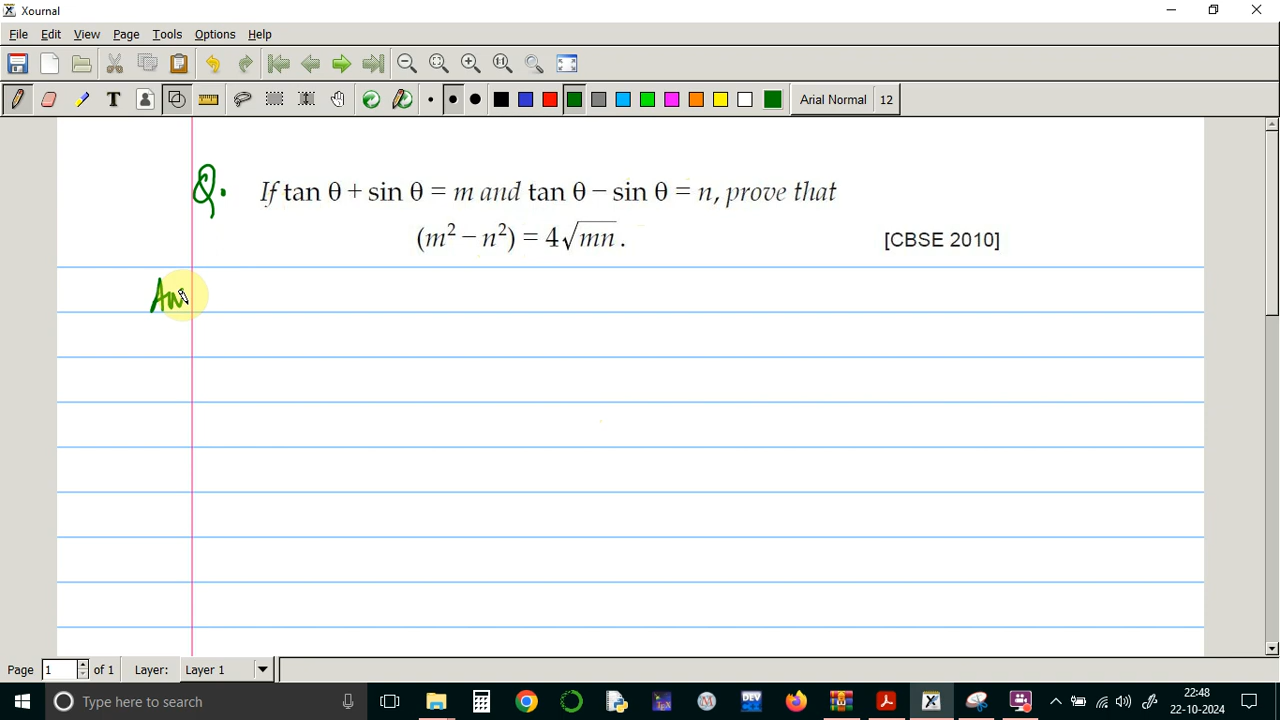 Xournal
File Edit View Page Tools Options Help
Arial Normal 12
Q. If tan θ + sin θ = m and tan θ − sin θ = n, prove that
(m² − n²) = 4√mn. [CBSE 2010]
An
Page 1 of 1 Layer: Layer 1
Type here to search
22:48
22-10-2024